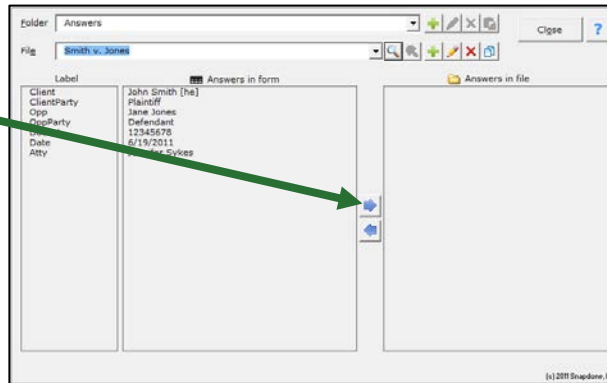 Folder Answers
Close ?
File Smith v. Jones
Label Answers in form Answers in file
Client John Smith [he]
ClientParty Plaintiff
Opp Jane Jones
OppParty Defendant
12345678
Date 6/19/2011
Atty Sykes
(c) 2011 Snapdone,